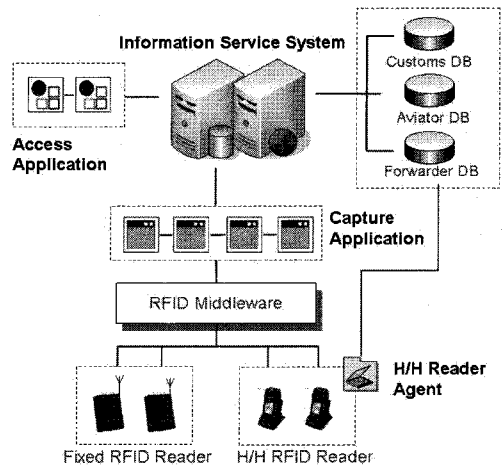 Information Service System
Customs DB
Aviator DB
Forwarder DB
Access
Application
Capture
Application
RFID Middleware
H/H Reader
Agent
Fixed RFID Reader
H/H RFID Reader